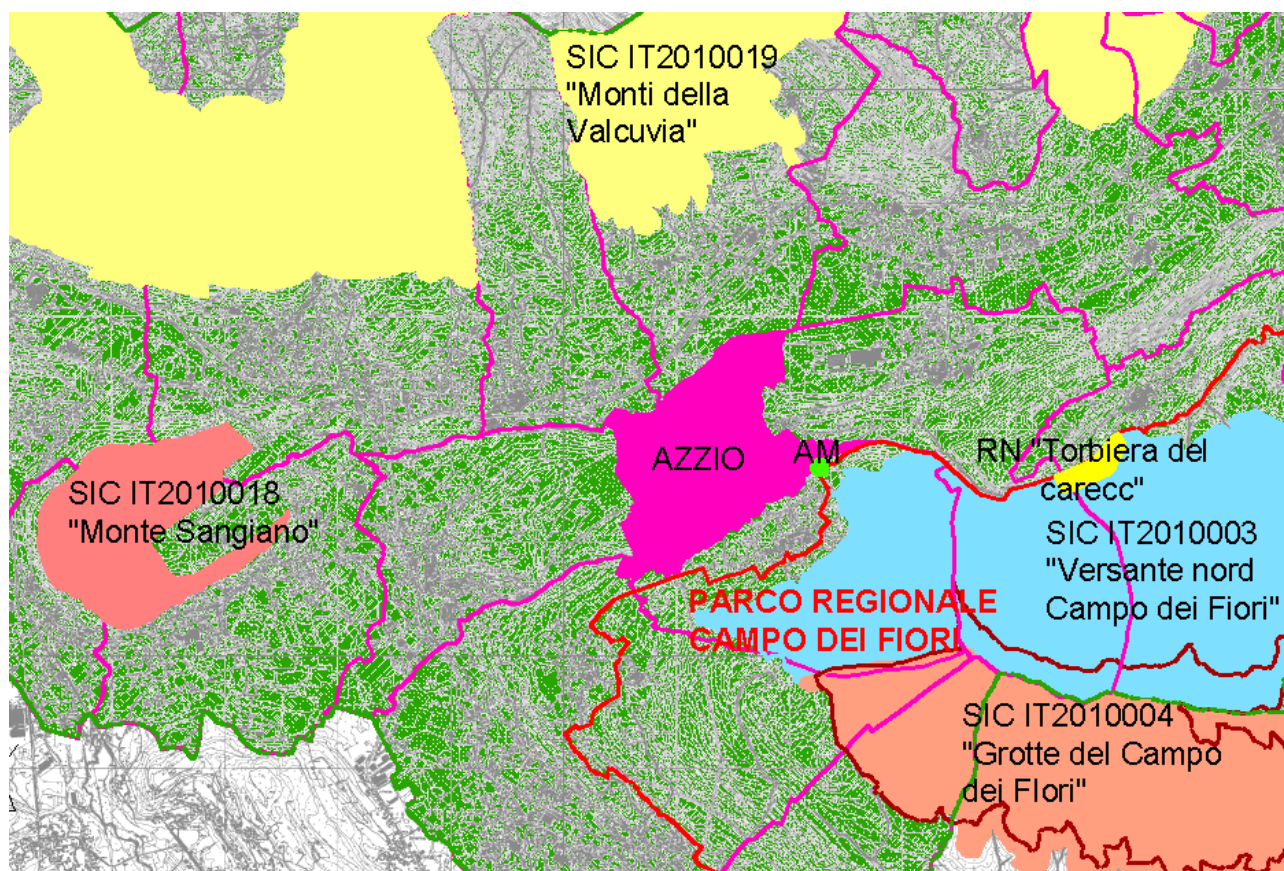 SIC IT2010019
"Monti della
Valcuvia"
AZZIO
AM
RN "Torbiera del
carecc"
SIC IT2010018
"Monte Sangiano"
SIC IT2010003
"Versante nord
Campo dei Fiori"
PARCO REGIONALE
CAMPO DEI FIORI
SIC IT2010004
"Grotte del Campo
dei FIori"